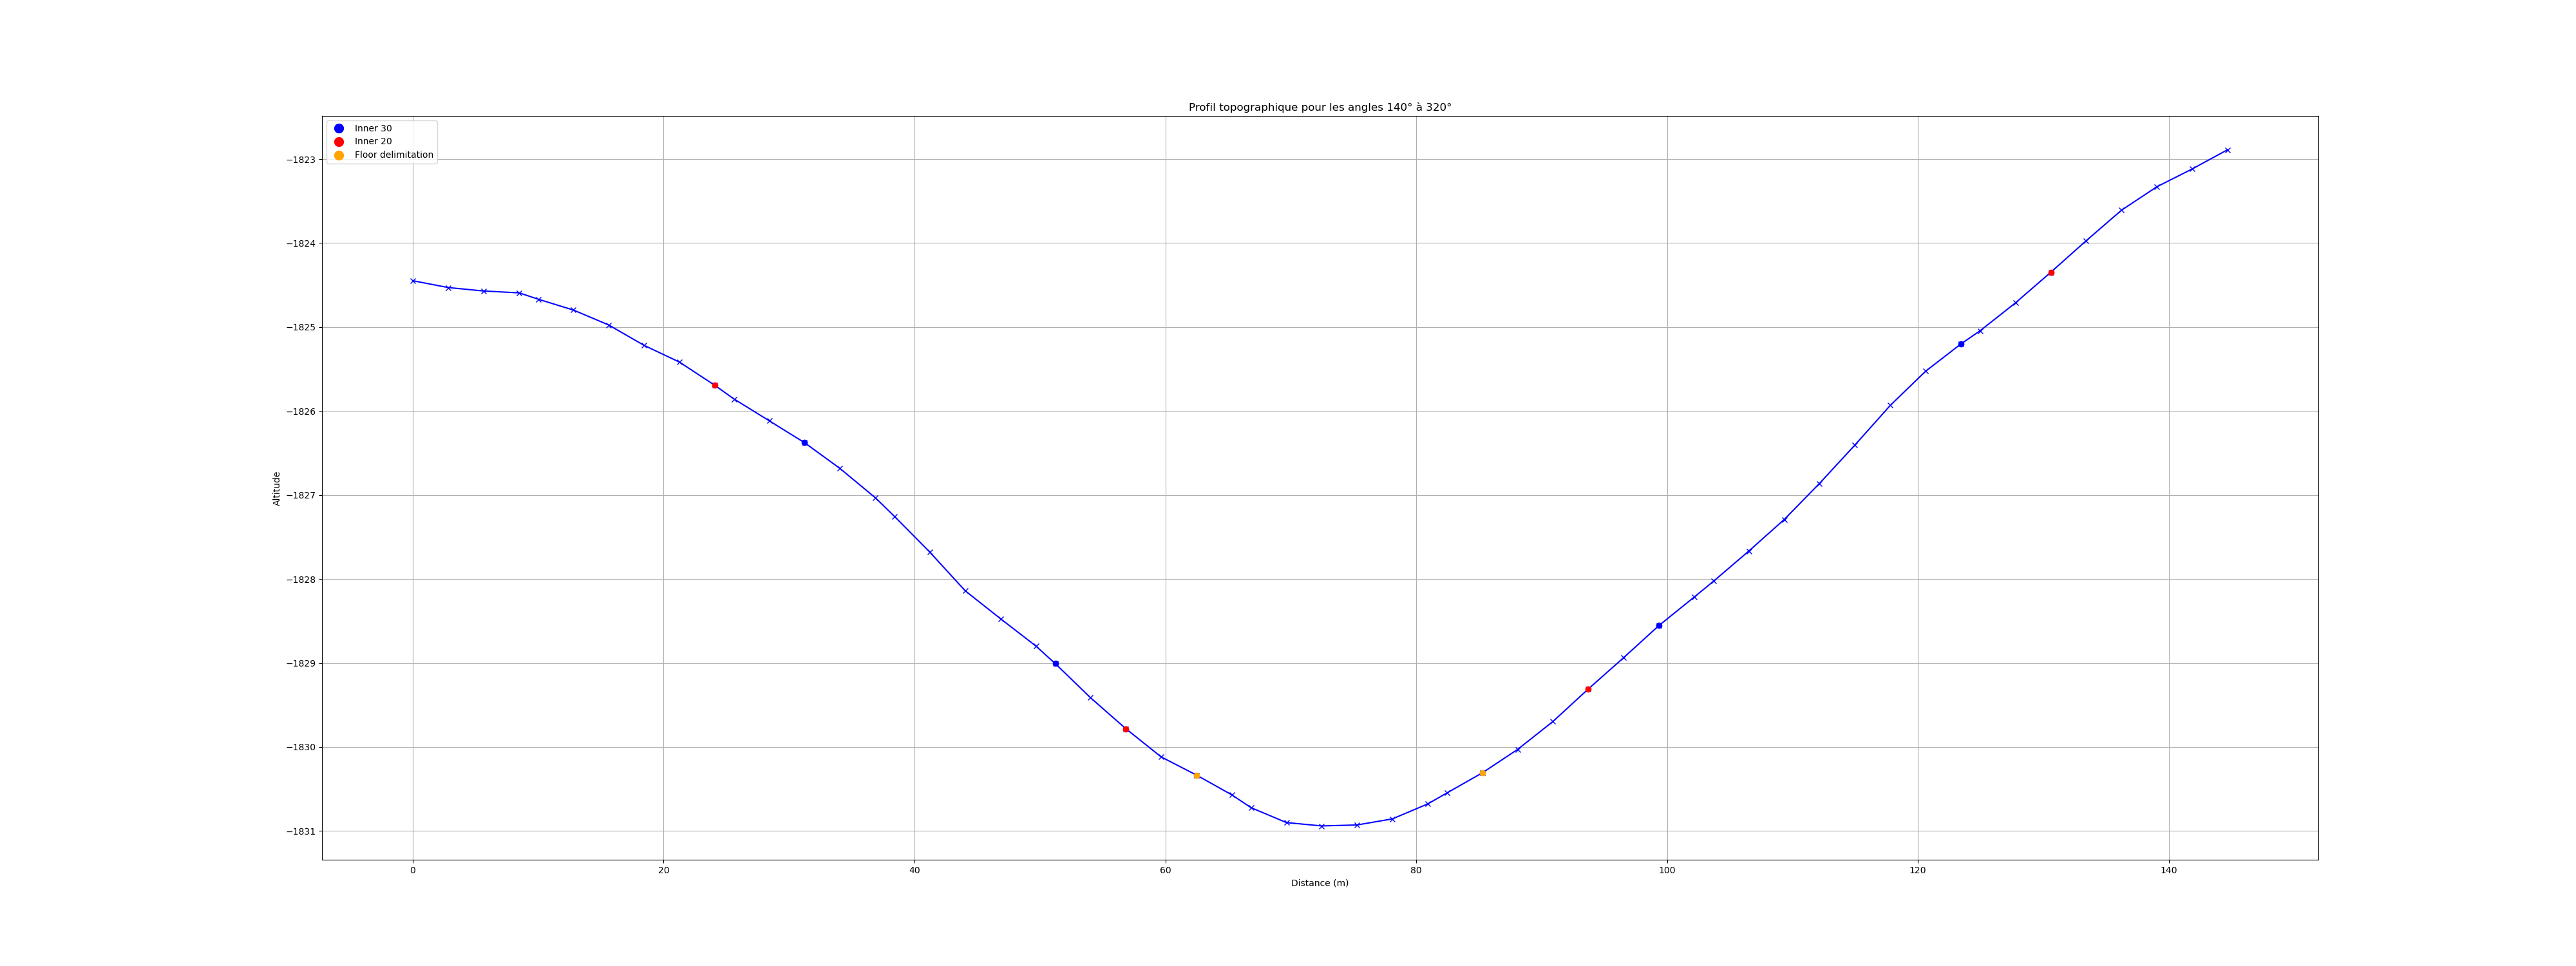 Profil topographique pour les angles 140° à 320°
Inner 30
Inner 20
Floor delimitation
−1823
−1824
−1825
−1826
−1827
−1828
−1829
−1830
−1831
Altitude
0 20 40 60 80 100 120 140
Distance (m)